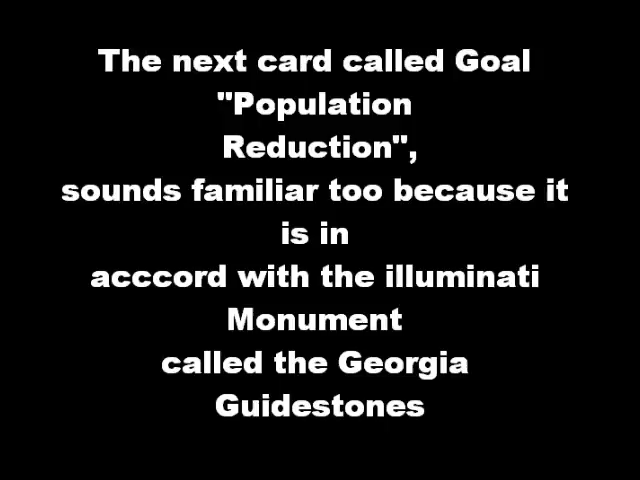 The next card called Goal
"Population
Reduction",
sounds familiar too because it
is in
acccord with the illuminati
Monument
called the Georgia
Guidestones